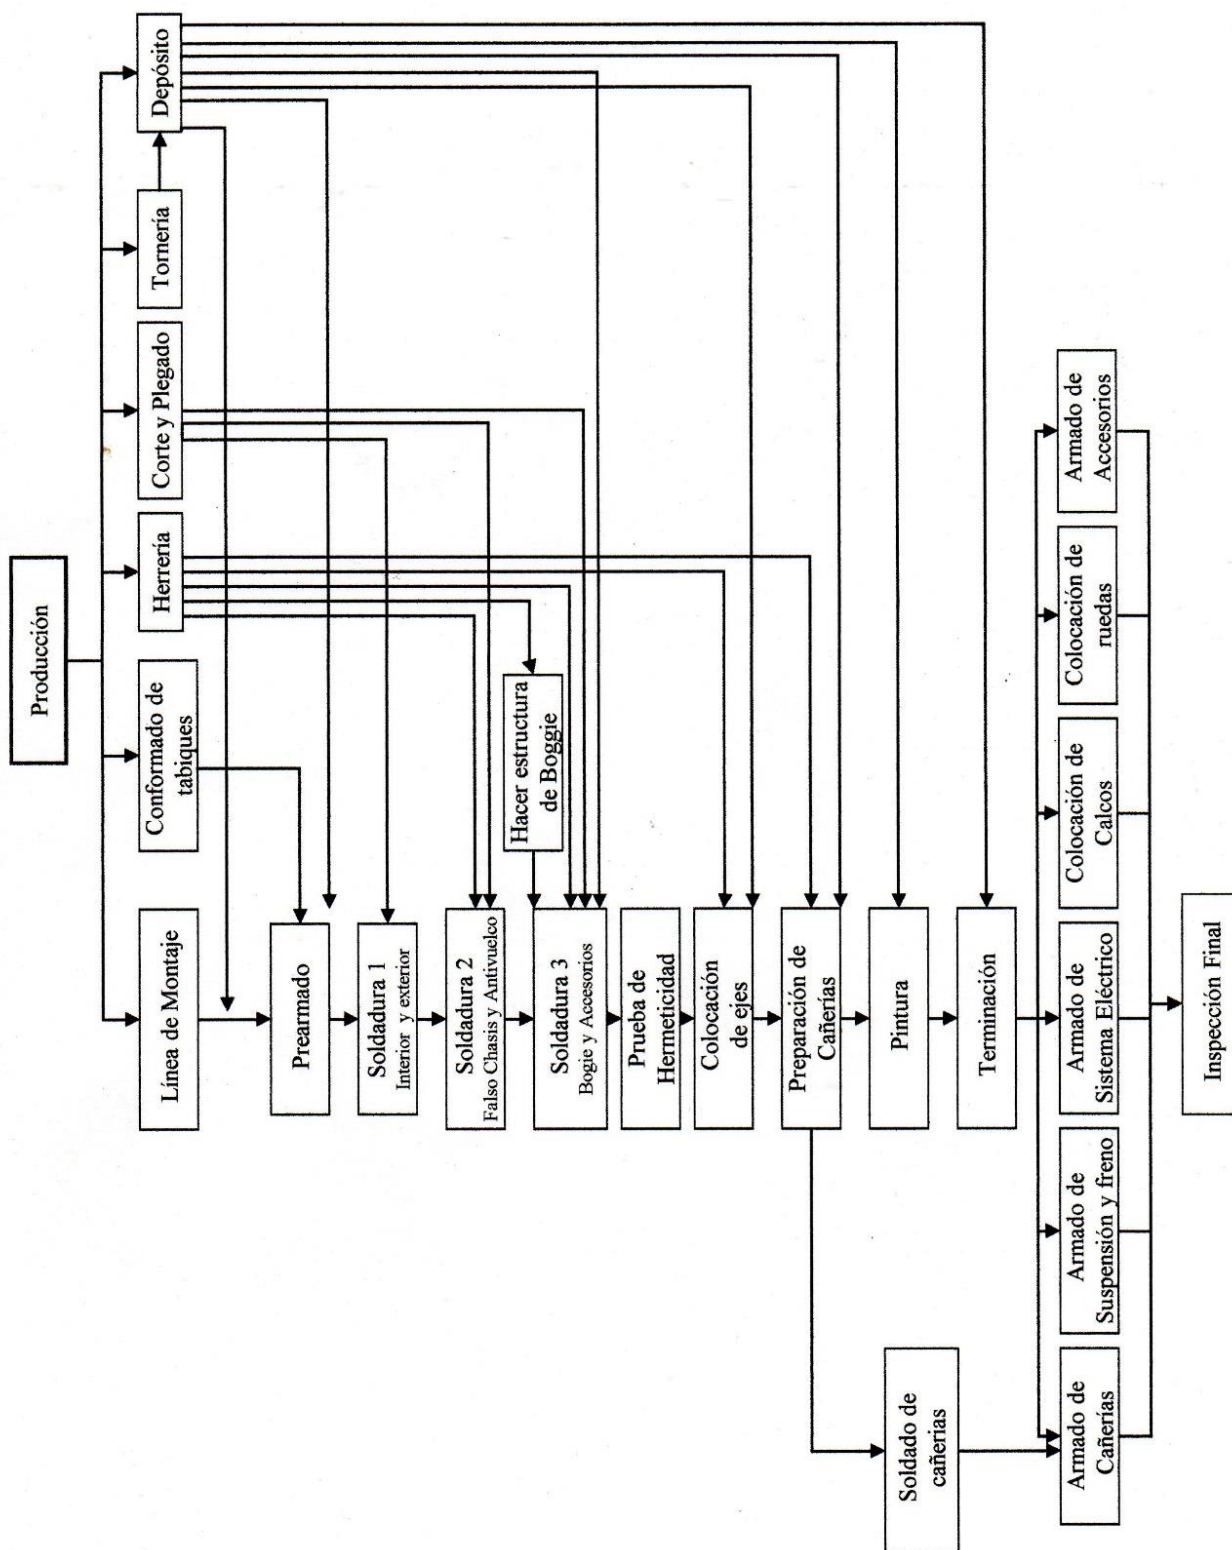 Producción
Línea de Montaje
Conformado de
tabiques
Herrería
Corte y Plegado
Tornería
Depósito
Prearmado
Soldadura 1
Interior y exterior
Soldadura 2
Falso Chasis y Antivuelco
Hacer estructura
de Boggie
Soldadura 3
Bogie y Accesorios
Prueba de
Hermeticidad
Colocación
de ejes
Preparación de
Cañerías
Pintura
Soldado de
cañerias
Terminación
Armado de
Cañerías
Armado de
Suspensión y freno
Armado de
Sistema Eléctrico
Colocación de
Calcos
Colocación de
ruedas
Armado de
Accesorios
Inspección Final